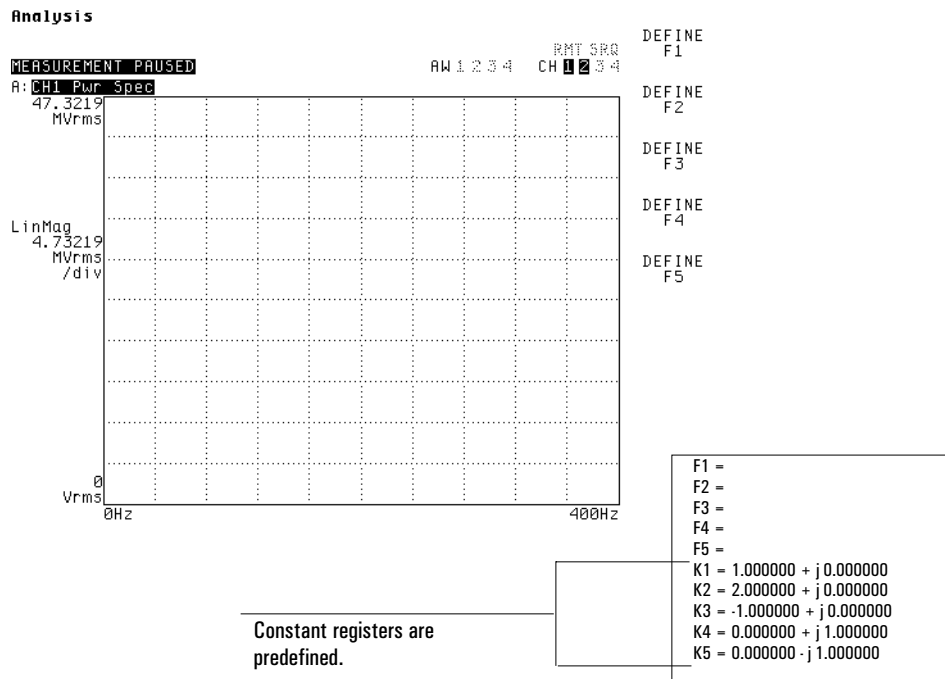 Analysis
RMT SRQ
MEASUREMENT PAUSED AW 1 2 3 4 CH 1 2 3 4
A: CH1 Pwr Spec
47.3219
MVrms
LinMag
4.73219
MVrms
/div
0
Vrms
0Hz 400Hz
DEFINE
F1
DEFINE
F2
DEFINE
F3
DEFINE
F4
DEFINE
F5
F1 =
F2 =
F3 =
F4 =
F5 =
K1 = 1.000000 + j 0.000000
K2 = 2.000000 + j 0.000000
K3 = -1.000000 + j 0.000000
K4 = 0.000000 + j 1.000000
K5 = 0.000000 - j 1.000000
Constant registers are
predefined.